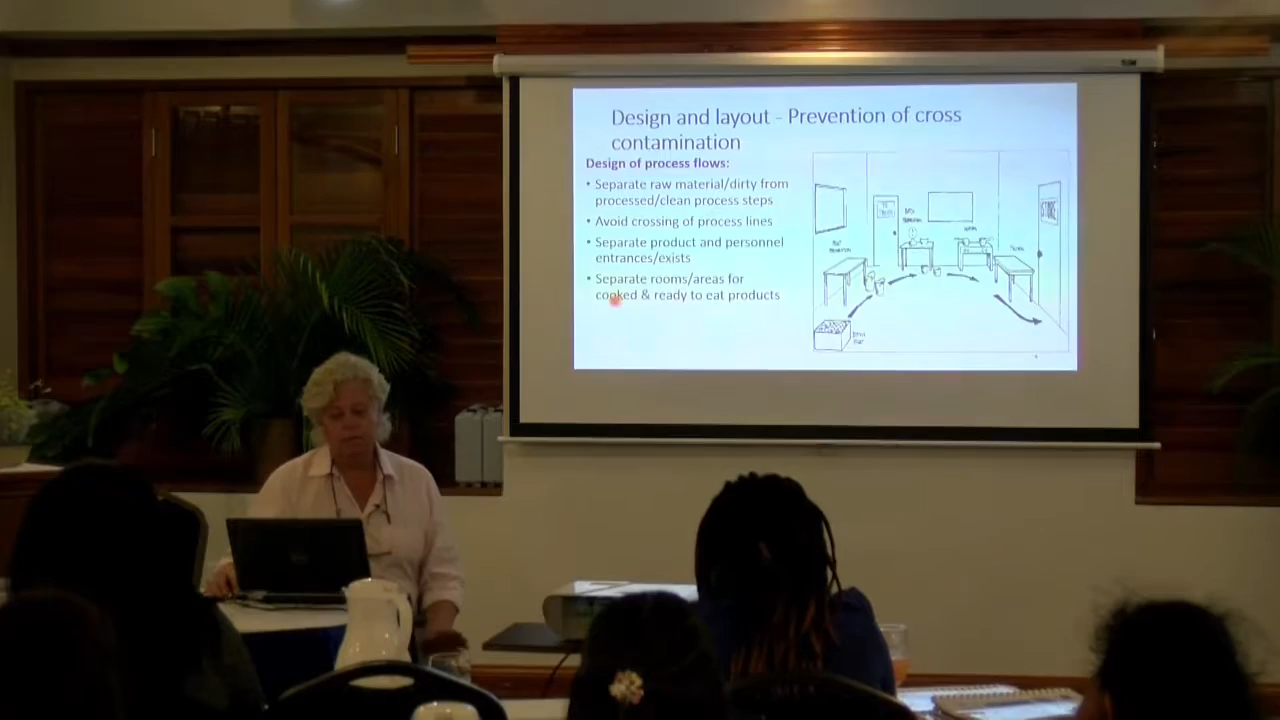 Design and layout - Prevention of cross
contamination
Design of process flows:
• Separate raw material/dirty from
processed/clean process steps
• Avoid crossing of process lines
• Separate product and personnel
entrances/exists
• Separate rooms/areas for
cooked & ready to eat products
STORE